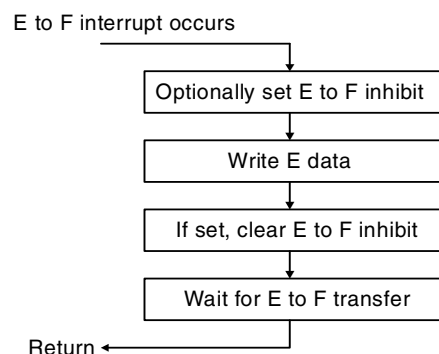 E to F interrupt occurs
Optionally set E to F inhibit
Write E data
If set, clear E to F inhibit
Wait for E to F transfer
Return